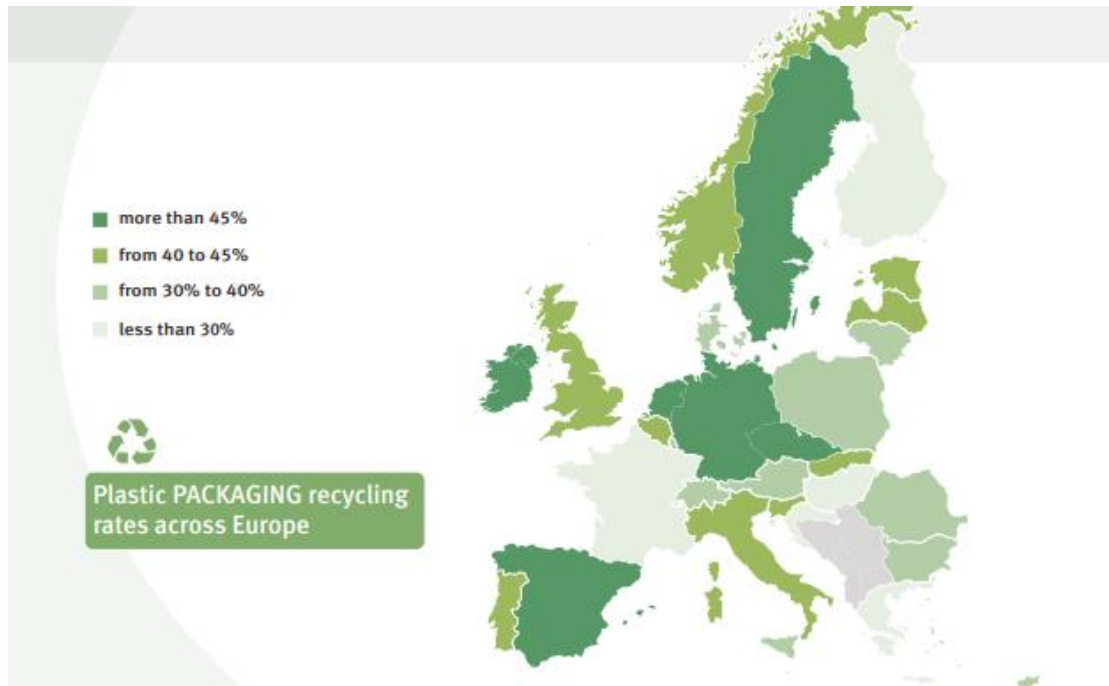 more than 45%
from 40 to 45%
from 30% to 40%
less than 30%
Plastic PACKAGING recycling
rates across Europe